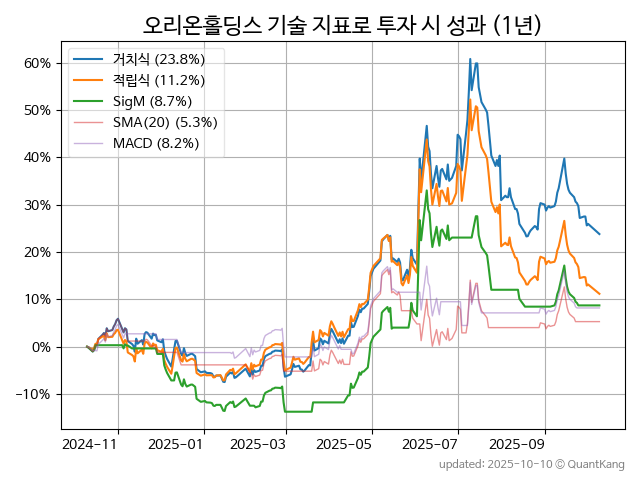 오리온홀딩스 기술 지표로 투자 시 성과 (1년)
거치식 (23.8%)
적립식 (11.2%)
SigM (8.7%)
SMA(20) (5.3%)
MACD (8.2%)
60%
50%
40%
30%
20%
10%
0%
−10%
2024-11 2025-01 2025-03 2025-05 2025-07 2025-09
updated: 2025-10-10 © QuantKang